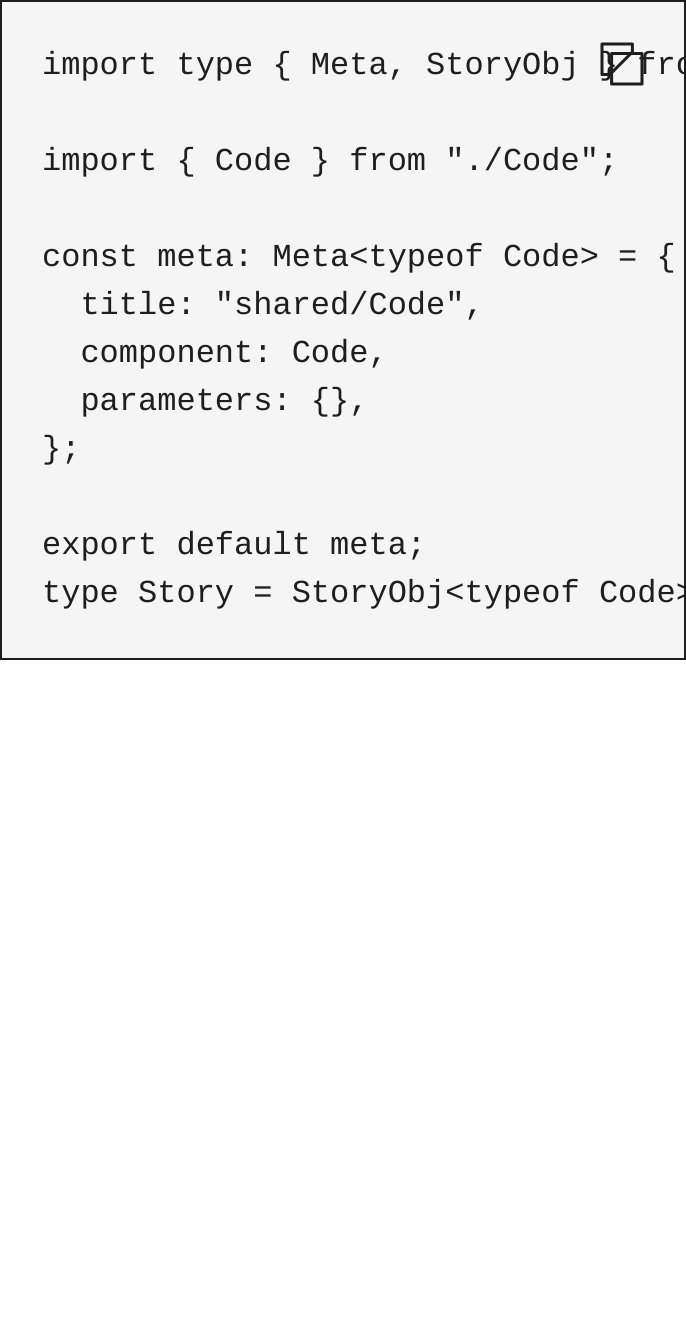 import type { Meta, StoryObj } fro
import { Code } from "./Code";
const meta: Meta<typeof Code> = {
  title: "shared/Code",
  component: Code,
  parameters: {},
};
export default meta;
type Story = StoryObj<typeof Code>